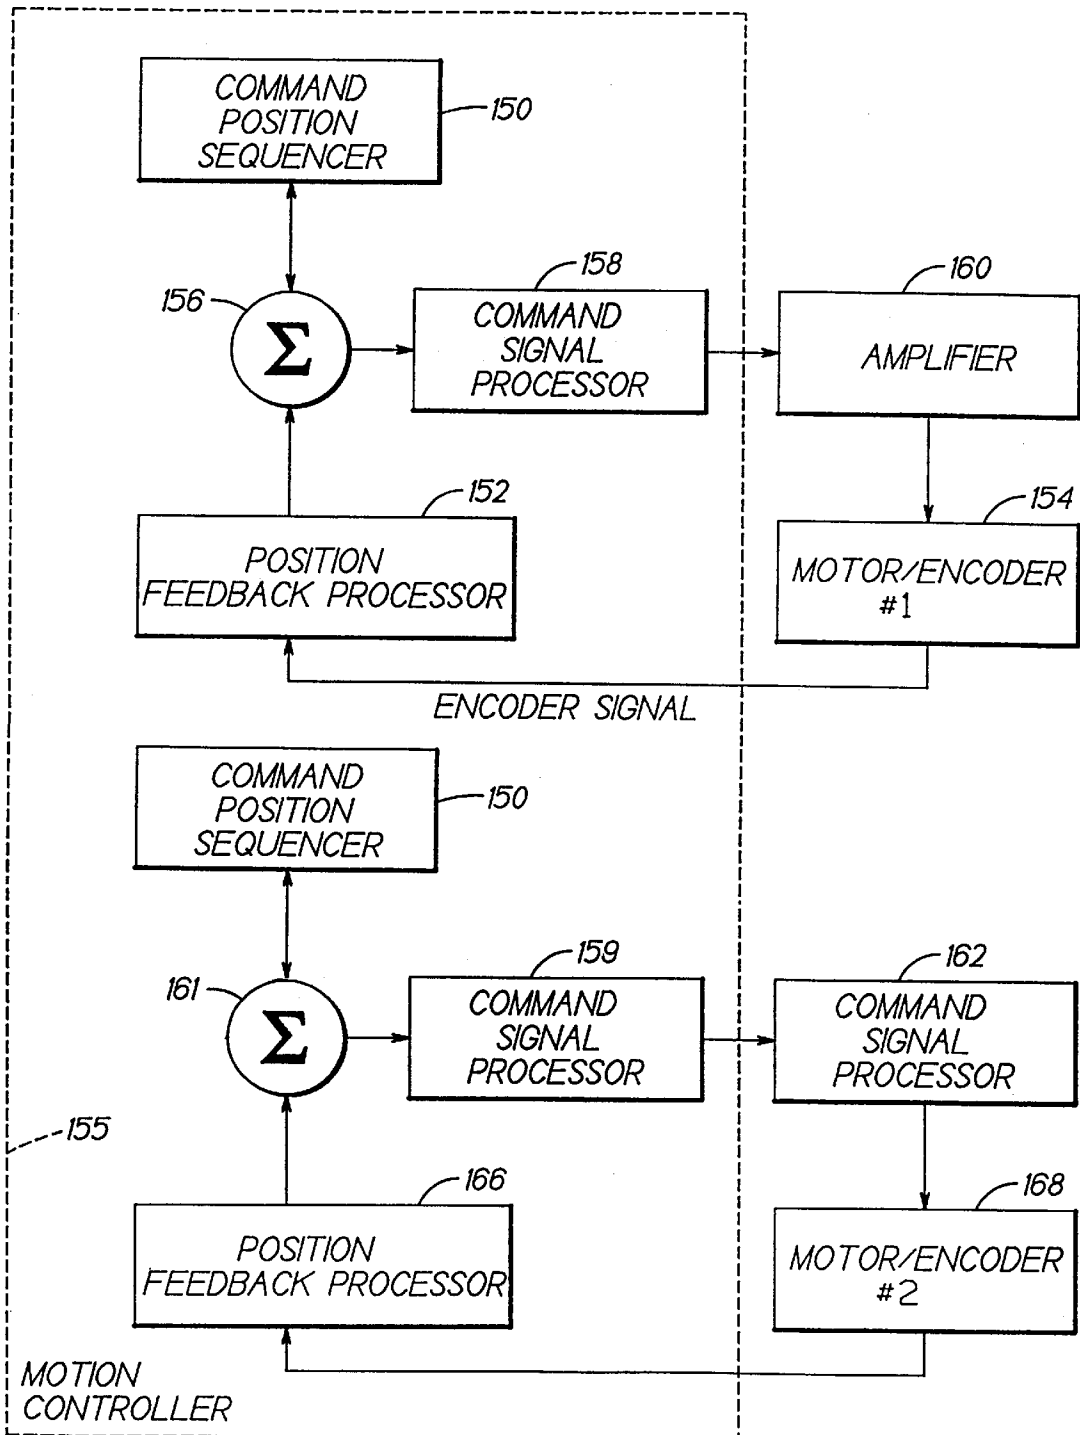 COMMAND
POSITION
SEQUENCER
150
156
Σ
158
COMMAND
SIGNAL
PROCESSOR
160
AMPLIFIER
152
POSITION
FEEDBACK PROCESSOR
154
MOTOR/ENCODER
#1
ENCODER SIGNAL
COMMAND
POSITION
SEQUENCER
150
161
Σ
159
COMMAND
SIGNAL
PROCESSOR
162
COMMAND
SIGNAL
PROCESSOR
155
166
POSITION
FEEDBACK PROCESSOR
168
MOTOR/ENCODER
#2
MOTION
CONTROLLER